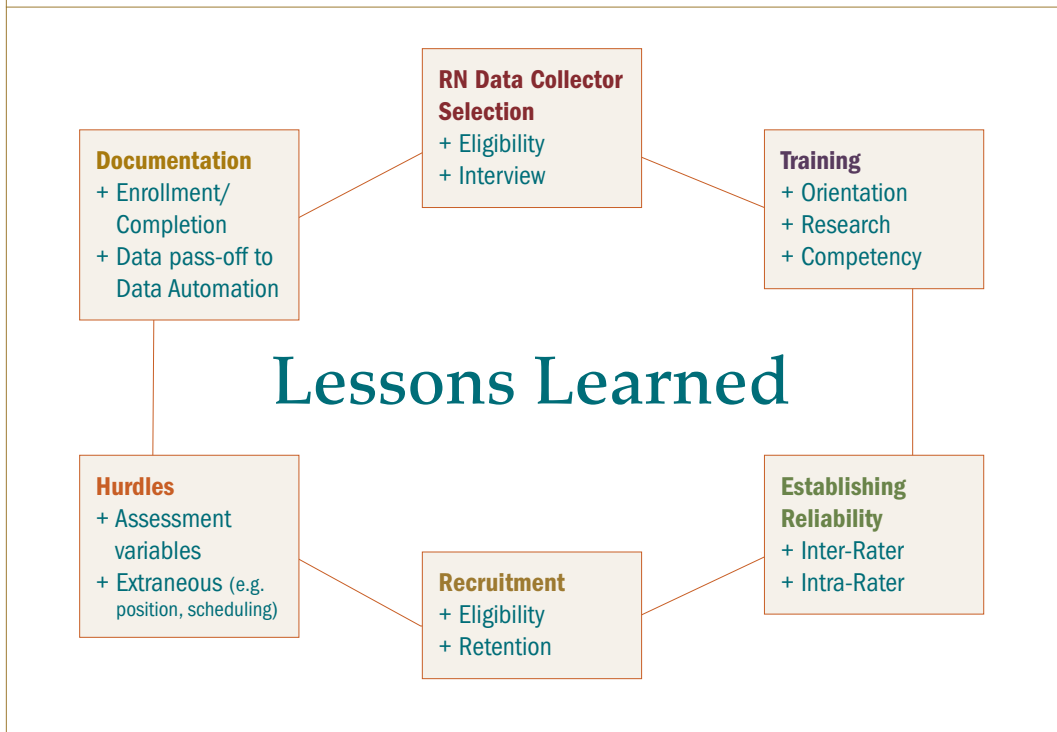 RN Data Collector
Selection
+ Eligibility
+ Interview
Training
+ Orientation
+ Research
+ Competency
Establishing
Reliability
+ Inter-Rater
+ Intra-Rater
Recruitment
+ Eligibility
+ Retention
Hurdles
+ Assessment
variables
+ Extraneous (e.g.
position, scheduling)
Documentation
+ Enrollment/
Completion
+ Data pass-off to
Data Automation
Lessons Learned